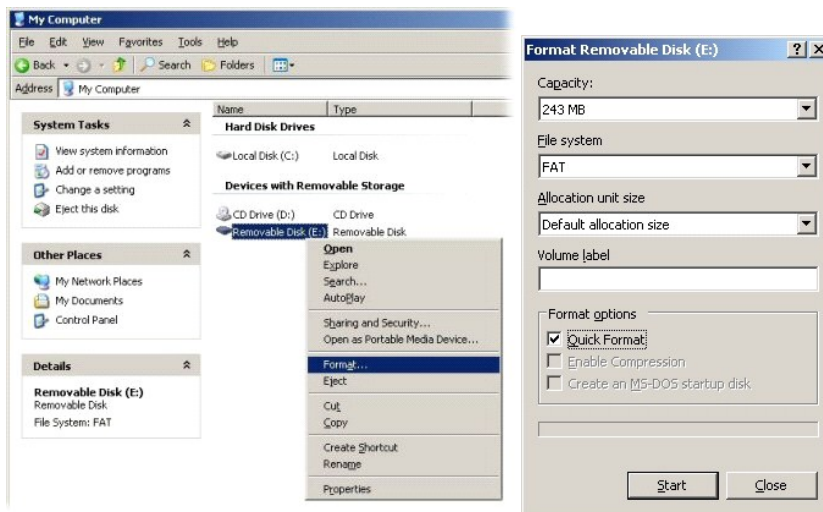 My Computer
File Edit View Favorites Tools Help
Back Search Folders
Address My Computer
System Tasks
View system information
Add or remove programs
Change a setting
Eject this disk
Other Places
My Network Places
My Documents
Control Panel
Details
Removable Disk (E:)
Removable Disk
File System: FAT
Name Type
Hard Disk Drives
Local Disk (C:) Local Disk
Devices with Removable Storage
CD Drive (D:) CD Drive
Removable Disk (E:) Removable Disk
Open
Explore
Search...
AutoPlay
Sharing and Security...
Open as Portable Media Device...
Format...
Eject
Cut
Copy
Create Shortcut
Rename
Properties
Format Removable Disk (E:)
Capacity:
243 MB
File system
FAT
Allocation unit size
Default allocation size
Volume label
Format options
Quick Format
Enable Compression
Create an MS-DOS startup disk
Start Close